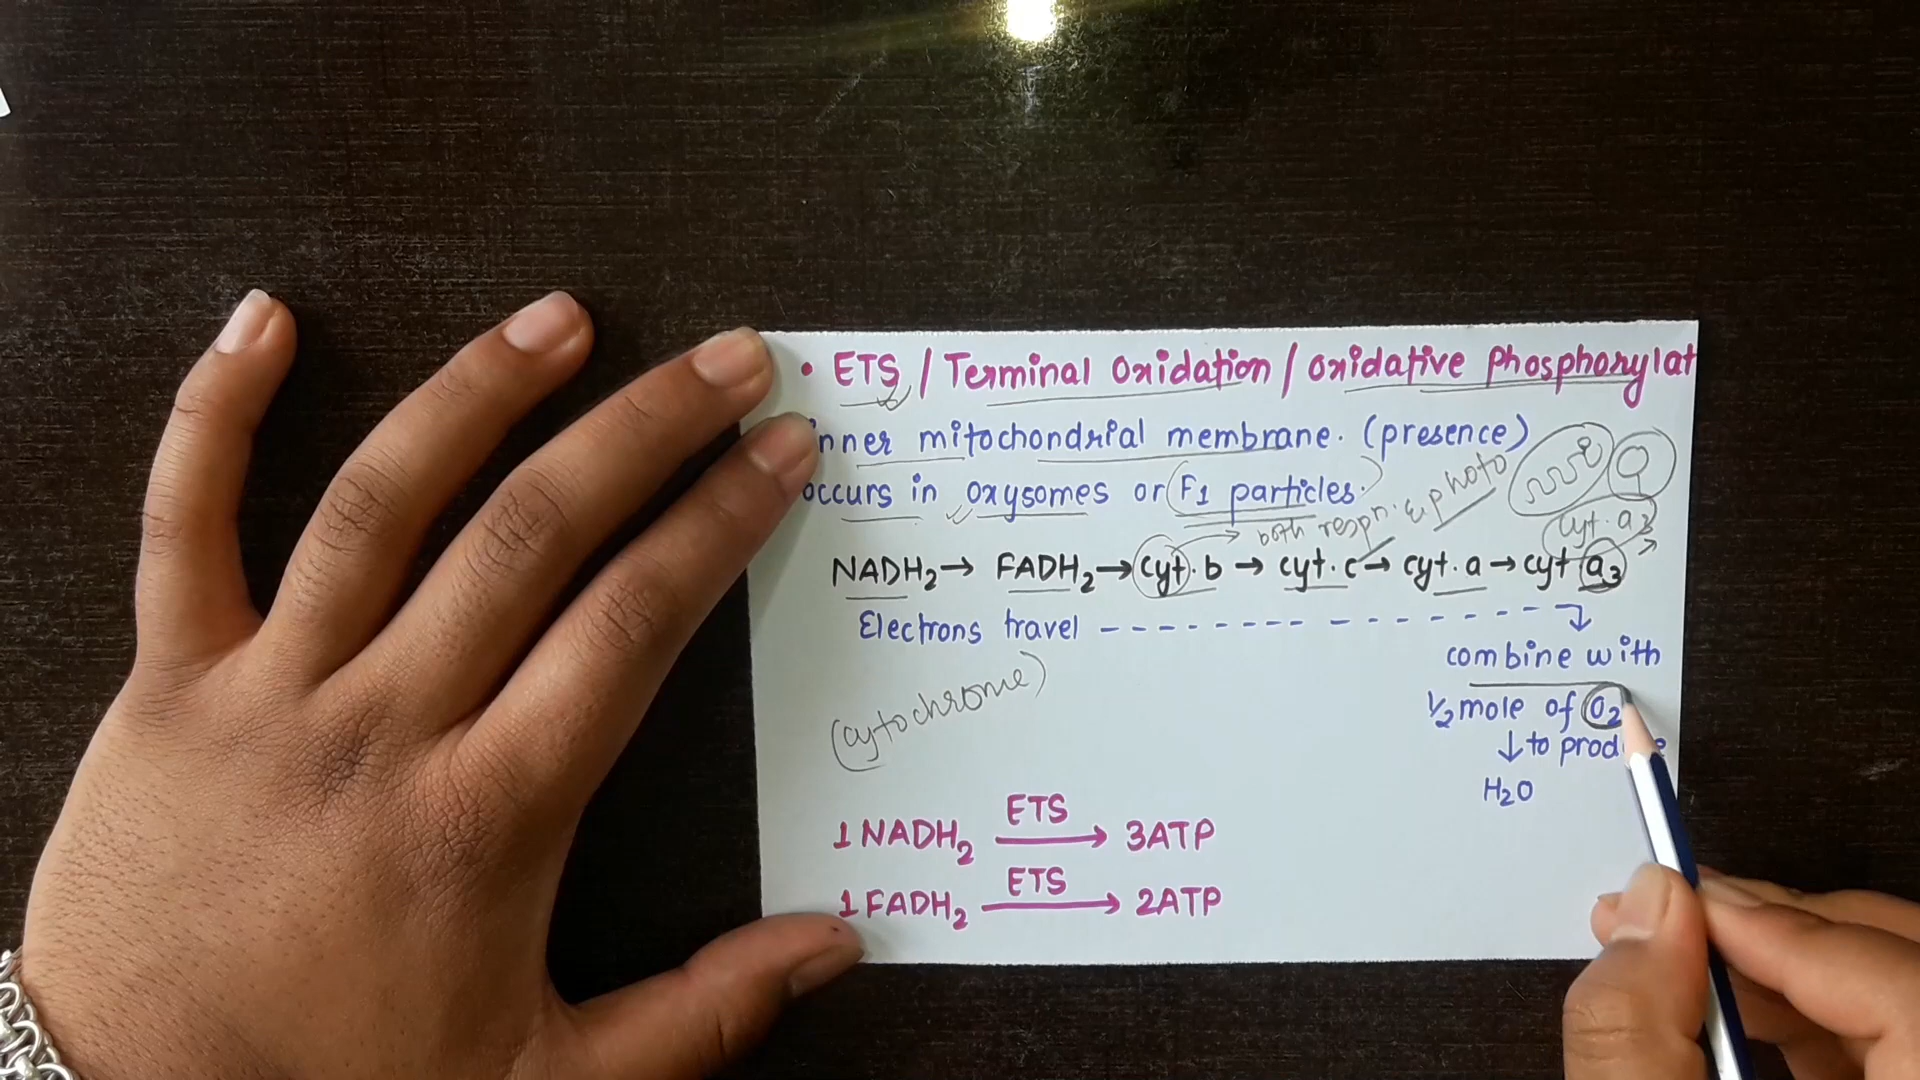 • ETS / Terminal Oxidation / Oxidative Phosphorylat
inner mitochondrial membrane. (presence)
occurs in oxysomes or F1 particles.
both respn. & photo
cyt. a3
NADH2 → FADH2 → cyt. b → cyt. c → cyt. a → cyt a3
Electrons travel
combine with
1/2 mole of O2
↓ to produce
H2O
(cytochrome)
1 NADH2 ETS → 3ATP
1 FADH2 ETS → 2ATP